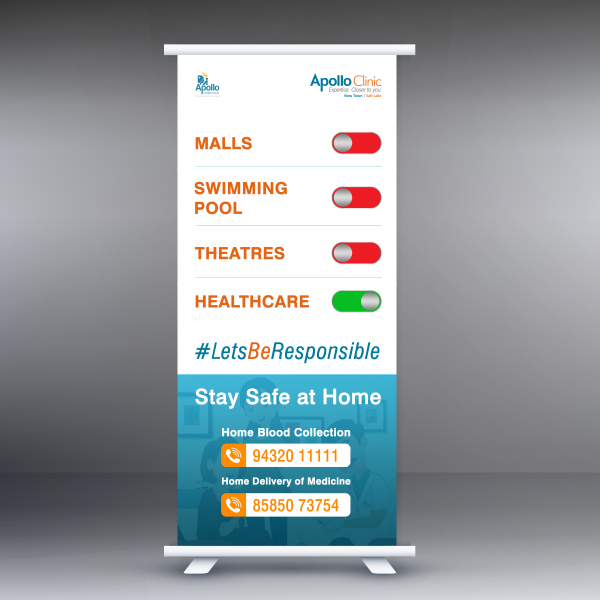 Apollo
Apollo Clinic
Expertise. Closer to you.
New Town | Salt Lake
MALLS
SWIMMING
POOL
THEATRES
HEALTHCARE
#LetsBeResponsible
Stay Safe at Home
Home Blood Collection
94320 11111
Home Delivery of Medicine
85850 73754